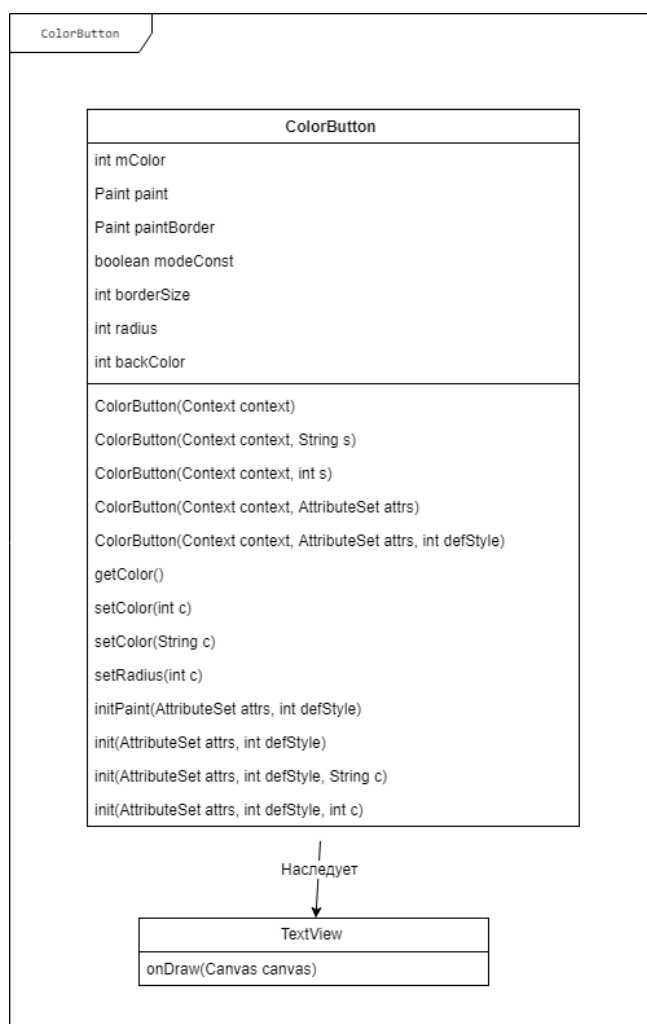 ColorButton
ColorButton
int mColor
Paint paint
Paint paintBorder
boolean modeConst
int borderSize
int radius
int backColor
ColorButton(Context context)
ColorButton(Context context, String s)
ColorButton(Context context, int s)
ColorButton(Context context, AttributeSet attrs)
ColorButton(Context context, AttributeSet attrs, int defStyle)
getColor()
setColor(int c)
setColor(String c)
setRadius(int c)
initPaint(AttributeSet attrs, int defStyle)
init(AttributeSet attrs, int defStyle)
init(AttributeSet attrs, int defStyle, String c)
init(AttributeSet attrs, int defStyle, int c)
Наследует
TextView
onDraw(Canvas canvas)